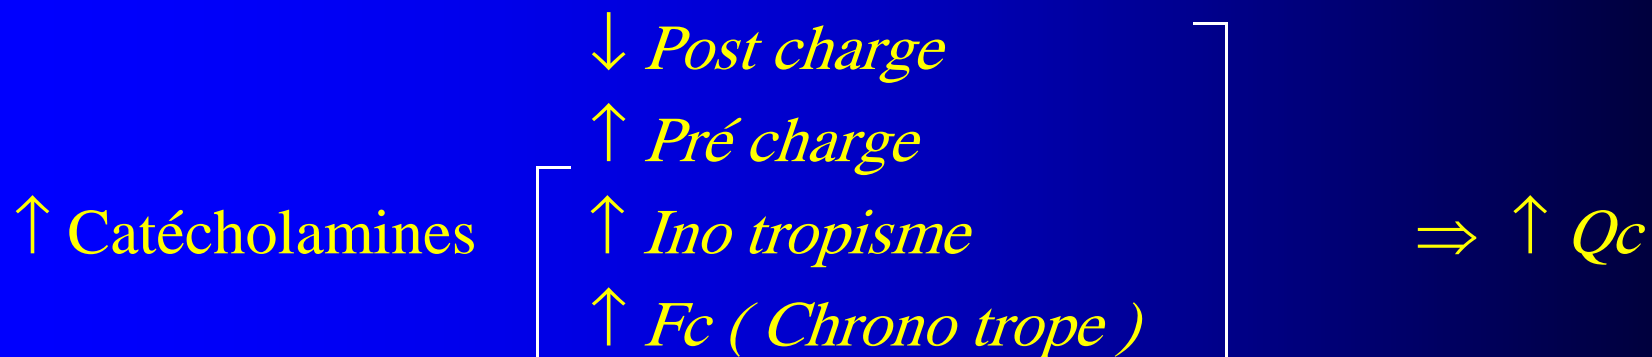 ↓ Post charge
↑ Pré charge
↑ Catécholamines ↑ Ino tropisme ⇒ ↑ Qc
↑ Fc ( Chrono trope )